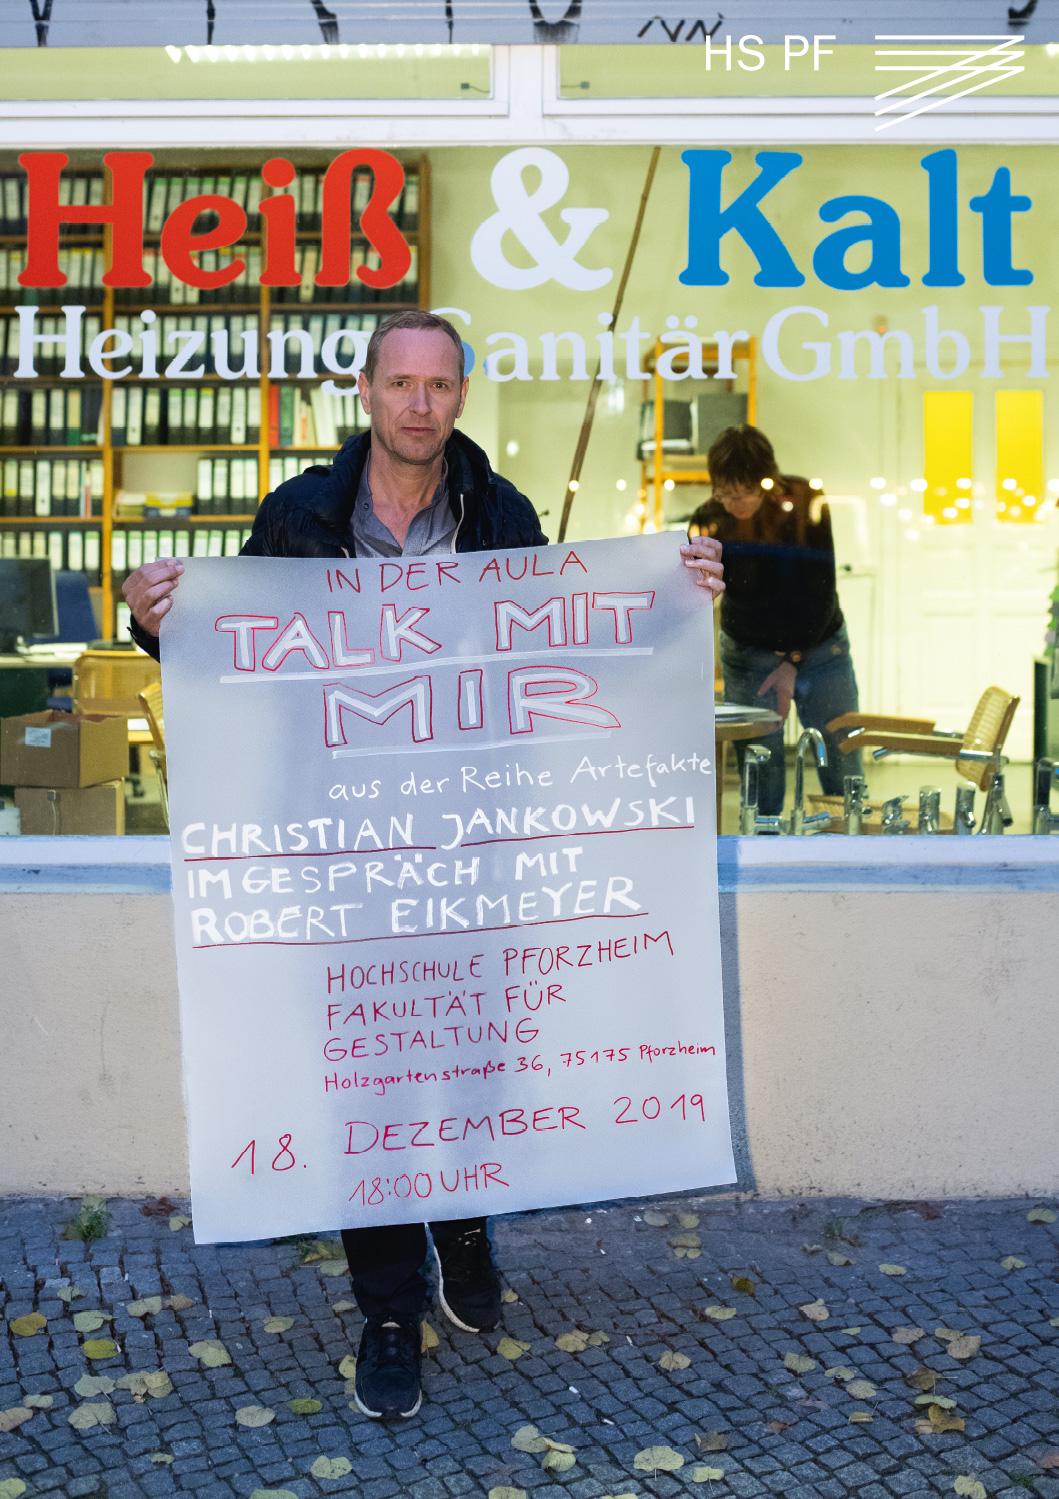 HS PF
Heiß & Kalt
Heizung Sanitär GmbH
IN DER AULA
TALK MIT
MIR
aus der Reihe Artefakte
CHRISTIAN JANKOWSKI
IM GESPRÄCH MIT
ROBERT EIKMEYER
HOCHSCHULE PFORZHEIM
FAKULTÄT FÜR
GESTALTUNG
Holzgartenstraße 36, 75175 Pforzheim
18. DEZEMBER 2019
18:00 UHR